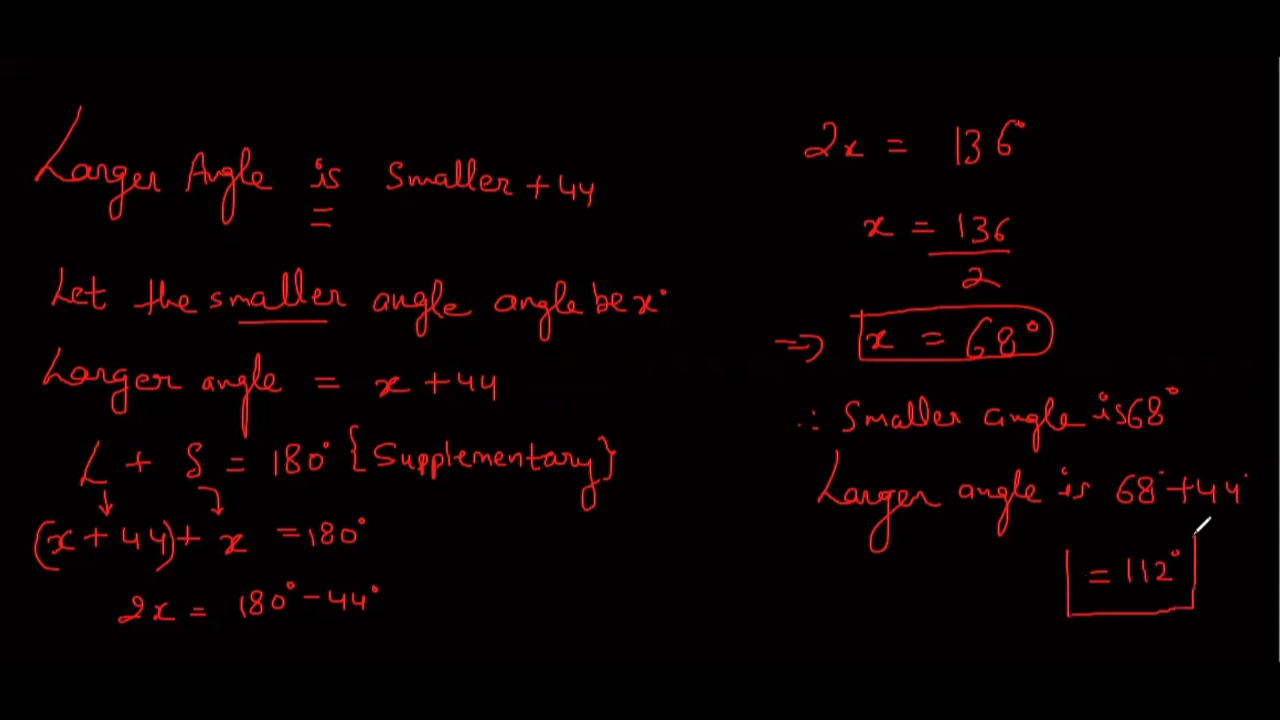 Larger Angle is Smaller + 44
Let the smaller angle angle be x°
Larger angle = x + 44
L + S = 180° {Supplementary}
(x + 44) + x = 180°
2x = 180° - 44°
2x = 136°
x = 136
2
=> x = 68°
∴ Smaller angle is 68°
Larger angle is 68° + 44°
= 112°